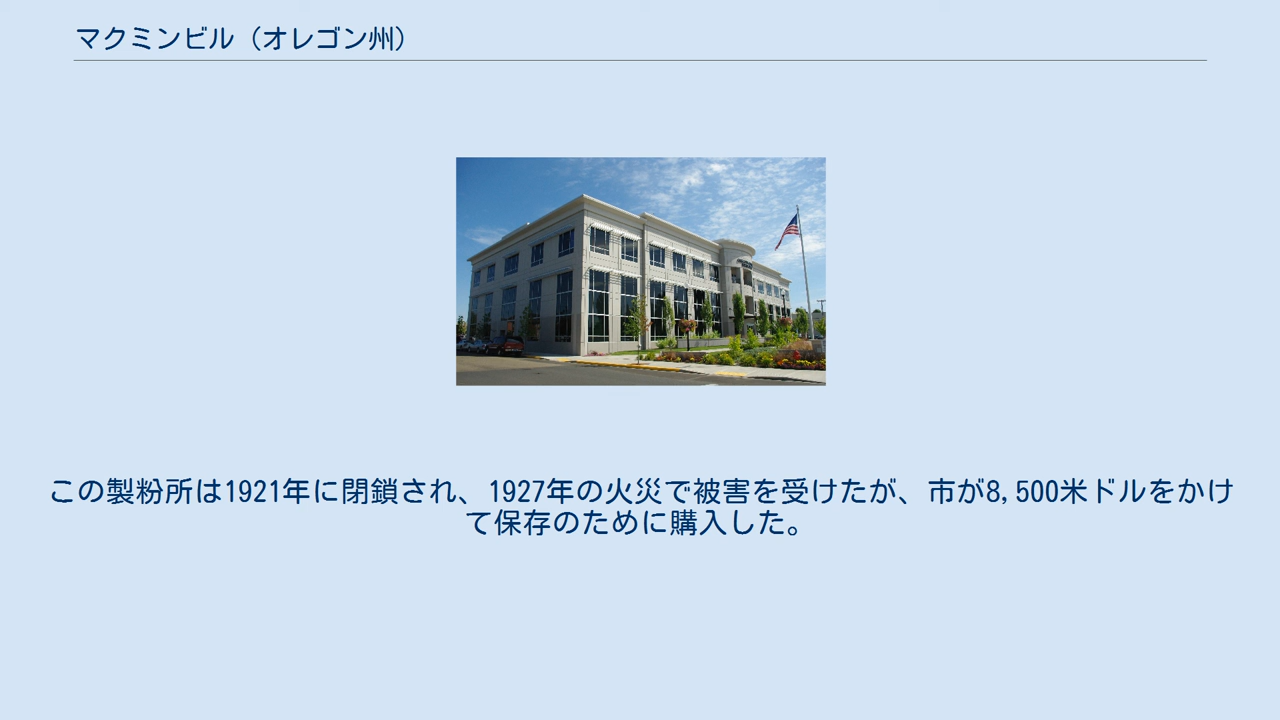 マクミンビル（オレゴン州）
この製粉所は1921年に閉鎖され、1927年の火災で被害を受けたが、市が8,500米ドルをかけ
て保存のために購入した。